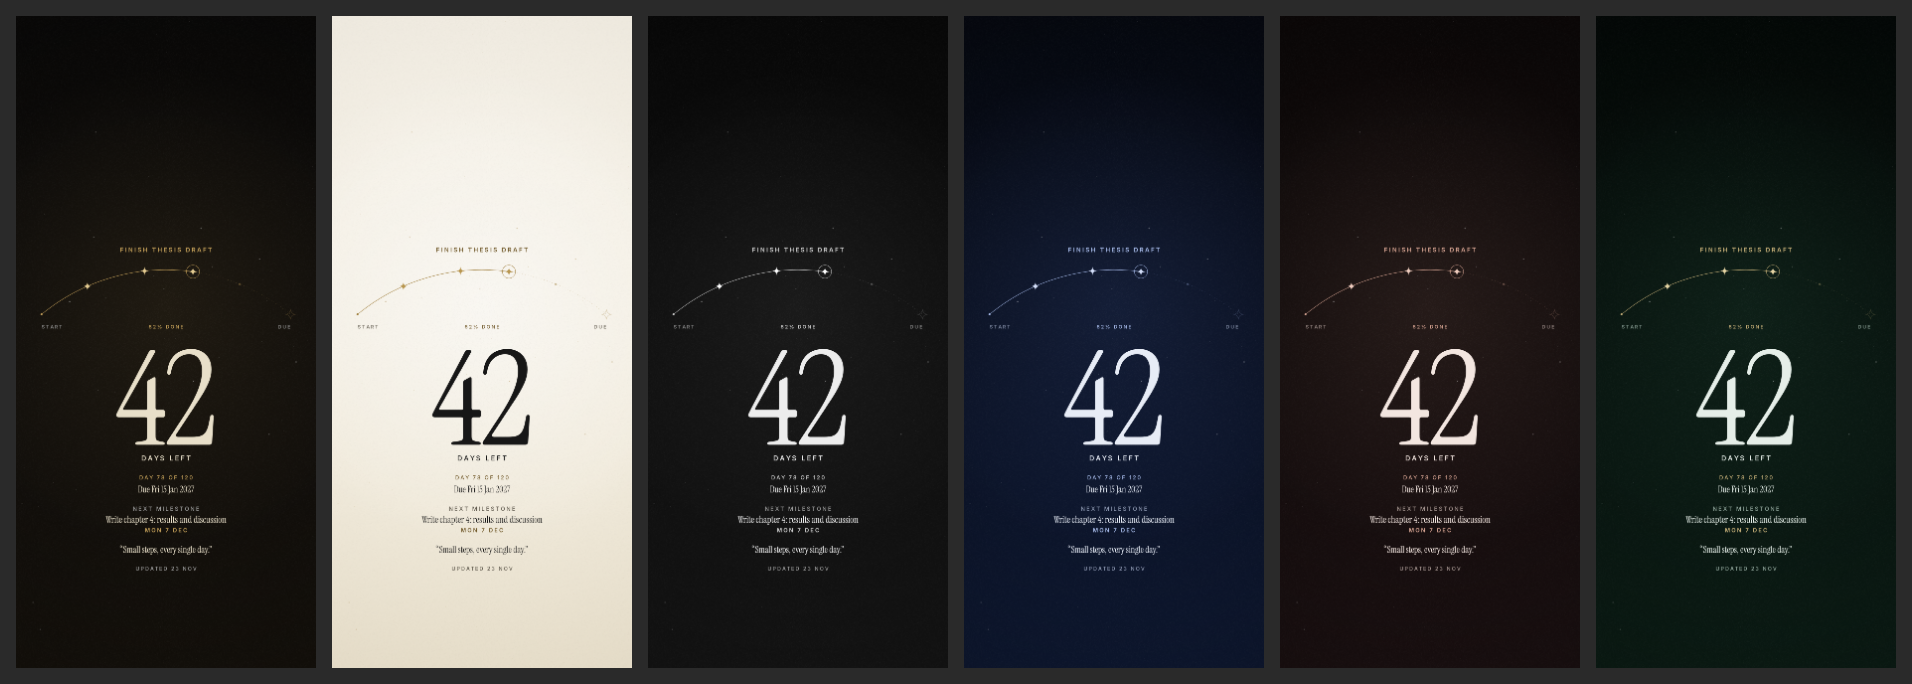 FINISH THESIS DRAFT
START
DONE
DUE
42
DAYS LEFT
DAY 78 OF 120
Due Fri 15 Jan 2027
NEXT MILESTONE
Write chapter 4: results and discussion
MON 7 DEC
"Small steps, every single day."
UPDATED NOV
FINISH THESIS DRAFT
START
DONE
DUE
42
DAYS LEFT
DAY 78 OF 120
Due Fri 15 Jan 2027
NEXT MILESTONE
Write chapter 4: results and discussion
MON 7 DEC
"Small steps, every single day."
UPDATED NOV
FINISH THESIS DRAFT
START
DONE
DUE
42
DAYS LEFT
DAY 78 OF 120
Due Fri 15 Jan 2027
NEXT MILESTONE
Write chapter 4: results and discussion
MON 7 DEC
"Small steps, every single day."
UPDATED NOV
FINISH THESIS DRAFT
START
DONE
DUE
42
DAYS LEFT
DAY 78 OF 120
Due Fri 15 Jan 2027
NEXT MILESTONE
Write chapter 4: results and discussion
MON 7 DEC
"Small steps, every single day."
UPDATED NOV
FINISH THESIS DRAFT
START
DONE
DUE
42
DAYS LEFT
DAY 78 OF 120
Due Fri 15 Jan 2027
NEXT MILESTONE
Write chapter 4: results and discussion
MON 7 DEC
"Small steps, every single day."
UPDATED NOV
FINISH THESIS DRAFT
START
DONE
DUE
42
DAYS LEFT
DAY 78 OF 120
Due Fri 15 Jan 2027
NEXT MILESTONE
Write chapter 4: results and discussion
MON 7 DEC
"Small steps, every single day."
UPDATED NOV